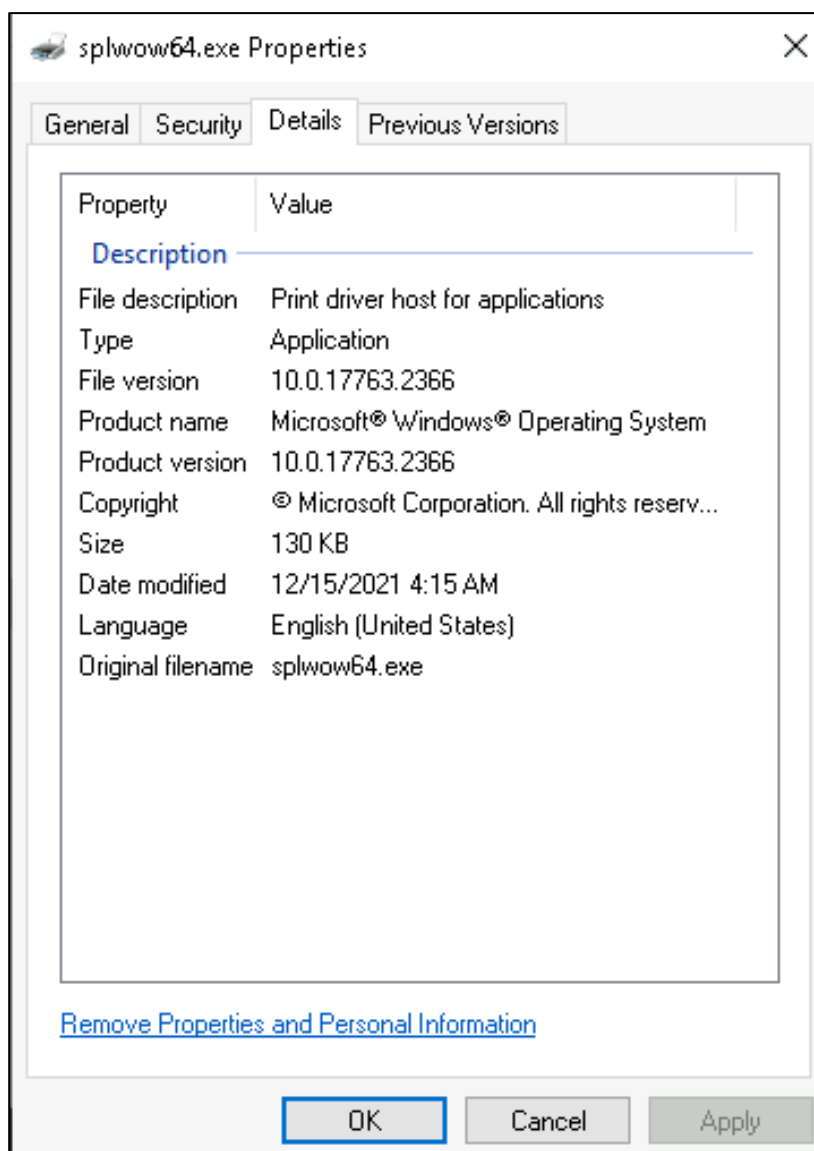 splwow64.exe Properties
General Security Details Previous Versions
Property Value
Description
File description Print driver host for applications
Type Application
File version 10.0.17763.2366
Product name Microsoft® Windows® Operating System
Product version 10.0.17763.2366
Copyright © Microsoft Corporation. All rights reserv...
Size 130 KB
Date modified 12/15/2021 4:15 AM
Language English (United States)
Original filename splwow64.exe
Remove Properties and Personal Information
OK Cancel Apply